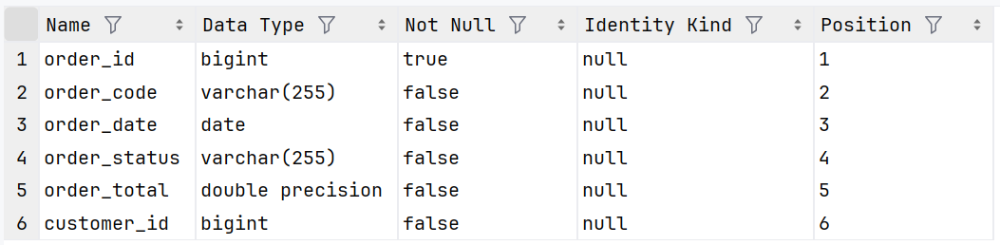 Name Data Type Not Null Identity Kind Position
1 order_id bigint true null 1
2 order_code varchar(255) false null 2
3 order_date date false null 3
4 order_status varchar(255) false null 4
5 order_total double precision false null 5
6 customer_id bigint false null 6